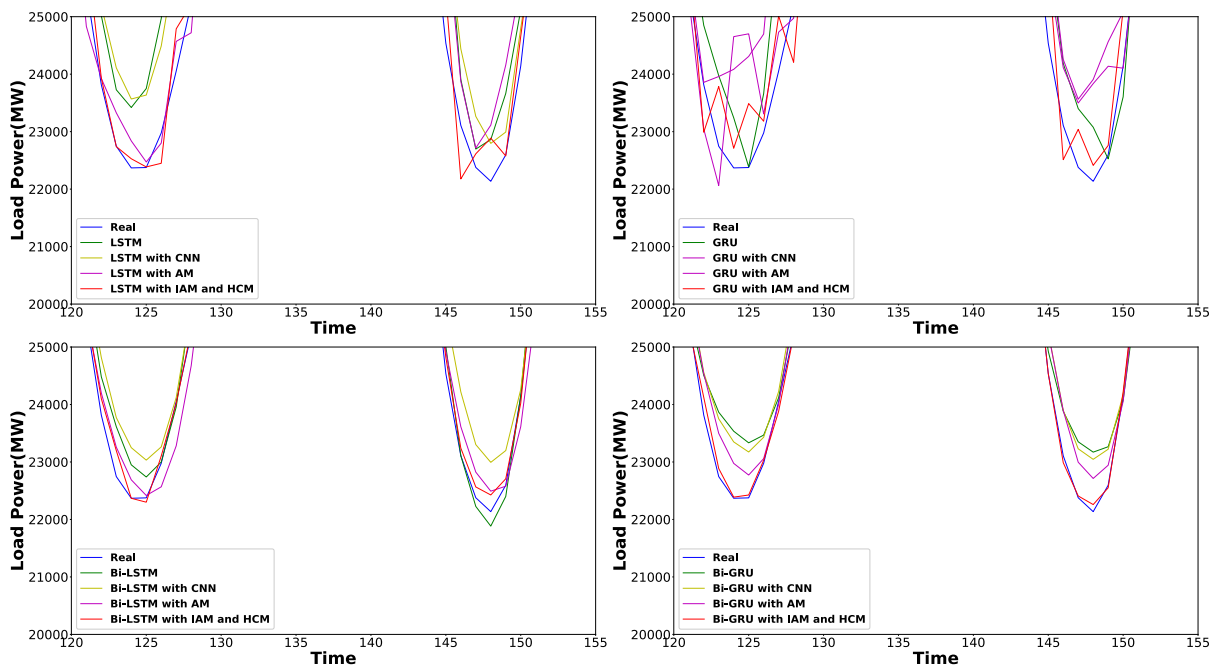 25000
24000
23000
22000
21000
20000
Load Power(MW)
Real
LSTM
LSTM with CNN
LSTM with AM
LSTM with IAM and HCM
120 125 130 135 140 145 150 155
Time
25000
24000
23000
22000
21000
20000
Load Power(MW)
Real
GRU
GRU with CNN
GRU with AM
GRU with IAM and HCM
120 125 130 135 140 145 150 155
Time
25000
24000
23000
22000
21000
20000
Load Power(MW)
Real
Bi-LSTM
Bi-LSTM with CNN
Bi-LSTM with AM
Bi-LSTM with IAM and HCM
120 125 130 135 140 145 150 155
Time
25000
24000
23000
22000
21000
20000
Load Power(MW)
Real
Bi-GRU
Bi-GRU with CNN
Bi-GRU with AM
Bi-GRU with IAM and HCM
120 125 130 135 140 145 150 155
Time